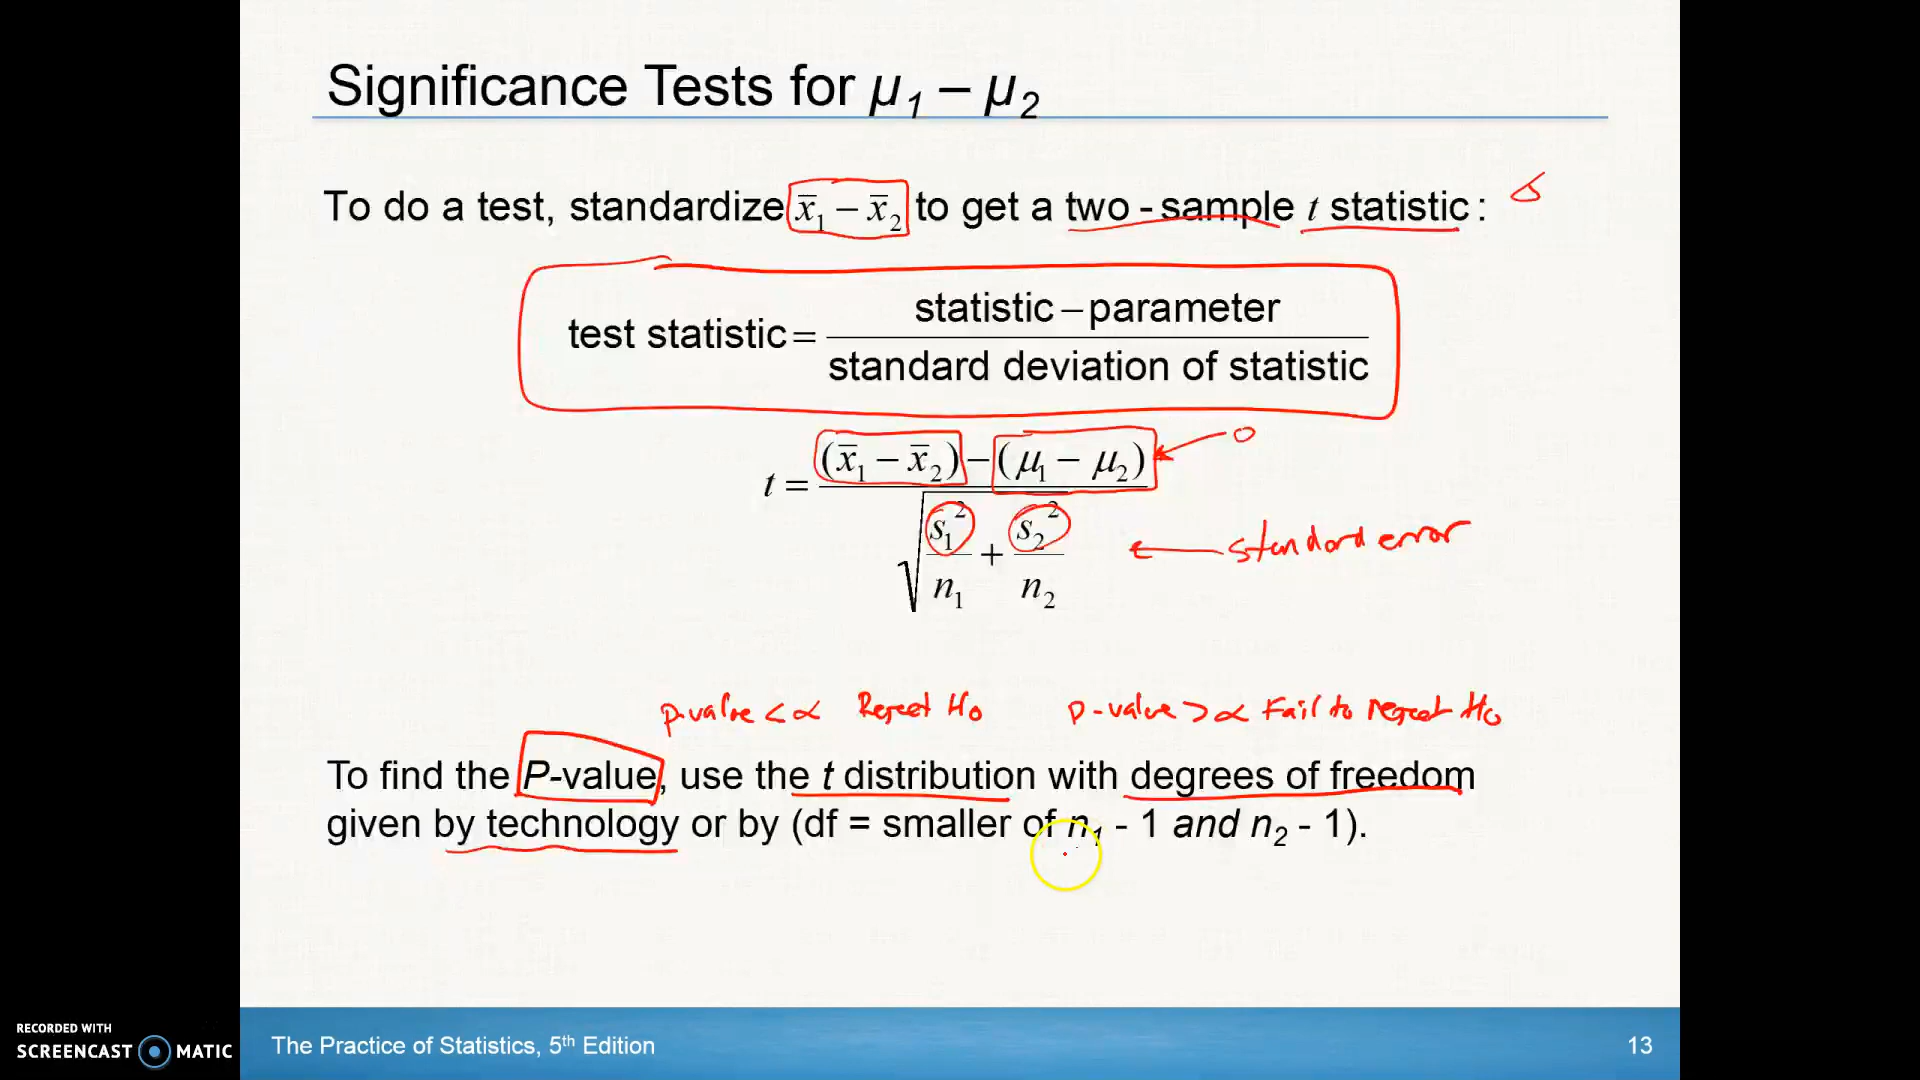 Significance Tests for μ₁ – μ₂
To do a test, standardize x̄₁ − x̄₂ to get a two - sample t statistic :
test statistic = (statistic – parameter) / (standard deviation of statistic)
0
t = ((x̄₁ − x̄₂) − (μ₁ − μ₂)) / √(s₁²/n₁ + s₂²/n₂)
← standard error
p-value < α Reject H₀ p-value > α Fail to reject H₀
To find the P-value, use the t distribution with degrees of freedom
given by technology or by (df = smaller of n₁ - 1 and n₂ - 1).
RECORDED WITH
SCREENCAST MATIC
The Practice of Statistics, 5th Edition
13